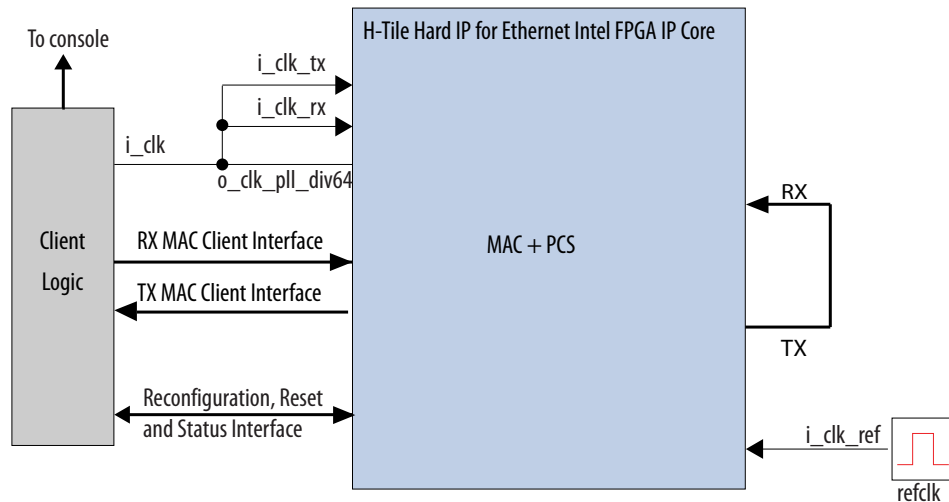 H-Tile Hard IP for Ethernet Intel FPGA IP Core
To console
i_clk_tx
i_clk_rx
i_clk
o_clk_pll_div64
RX
Client
Logic
RX MAC Client Interface
MAC + PCS
TX MAC Client Interface
TX
Reconfiguration, Reset
and Status Interface
i_clk_ref
refclk